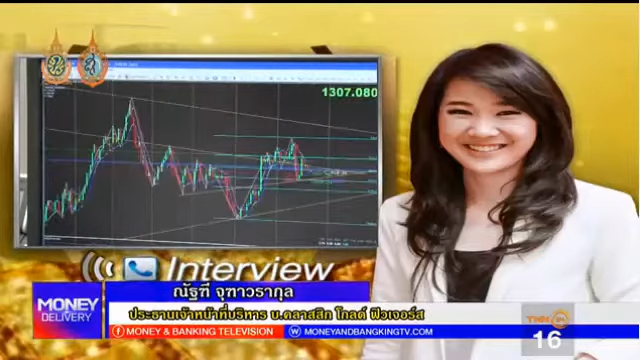 1307.080
Interview
ณัฐฑี จุฑาวรากุล
MONEY
DELIVERY
ประธานเจ้าหน้าที่บริหาร บ.คลาสสิก โกลด์ ฟิวเจอร์ส
MONEY & BANKING TELEVISION
MONEYANDBANKINGTV.COM
16